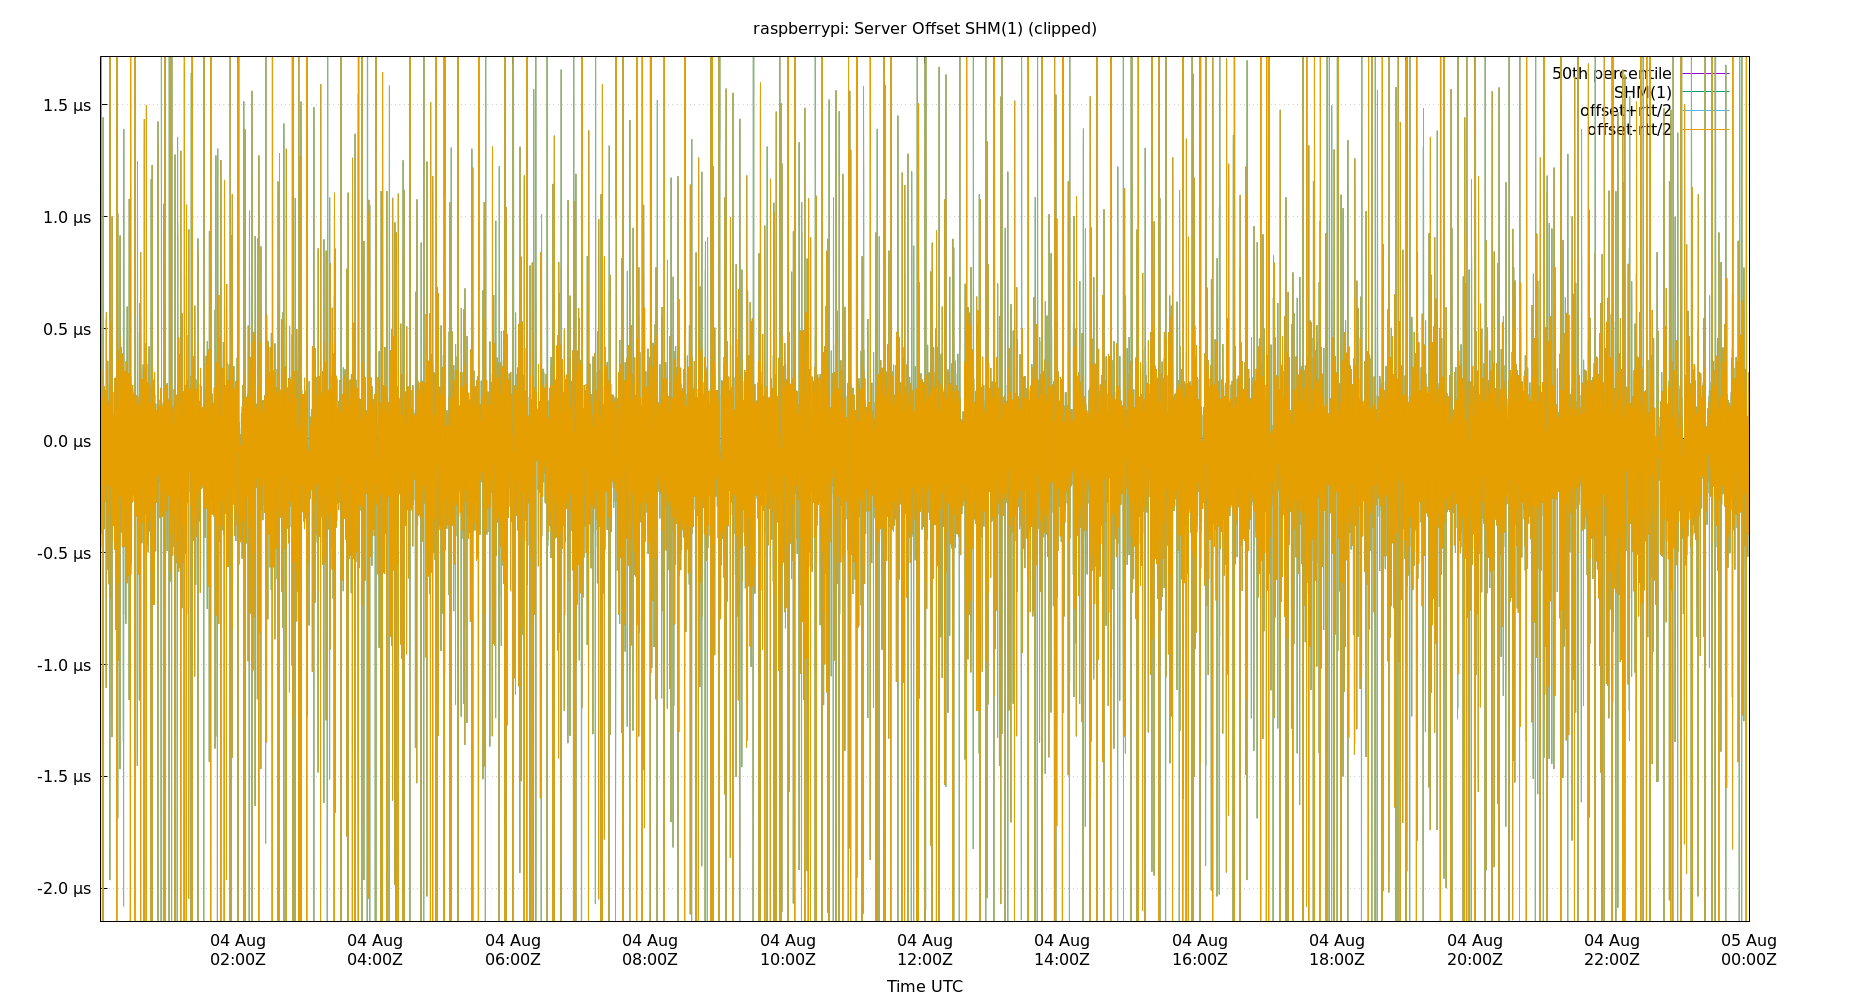 raspberrypi: Server Offset SHM(1) (clipped)
50th percentile
SHM(1)
offset+rtt/2
offset-rtt/2
1.5 µs
1.0 µs
0.5 µs
0.0 µs
-0.5 µs
-1.0 µs
-1.5 µs
-2.0 µs
04 Aug 04 Aug 04 Aug 04 Aug 04 Aug 04 Aug 04 Aug 04 Aug 04 Aug 04 Aug 04 Aug 05 Aug
02:00Z 04:00Z 06:00Z 08:00Z 10:00Z 12:00Z 14:00Z 16:00Z 18:00Z 20:00Z 22:00Z 00:00Z
Time UTC